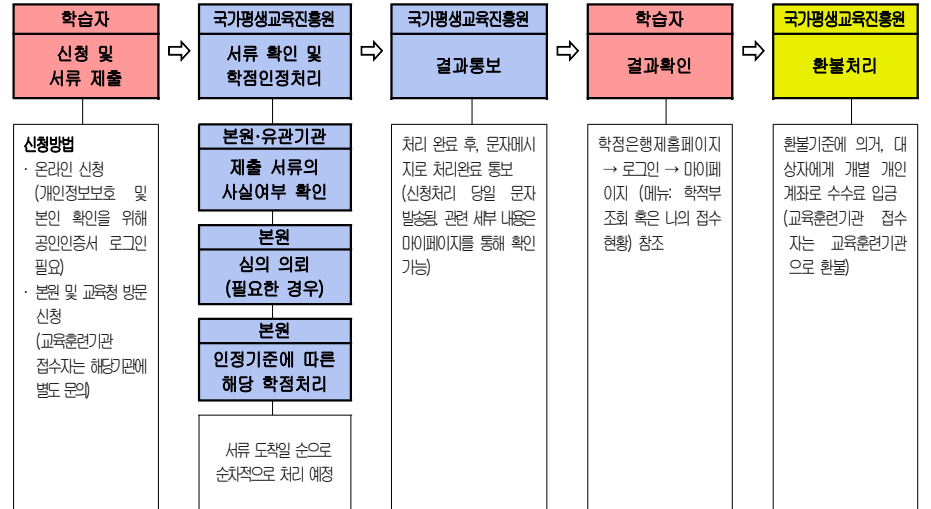 학습자
신청 및
서류 제출
신청방법
· 온라인 신청
(개인정보보호 및
본인 확인을 위해
공인인증서 로그인
필요)
· 본원 및 교육청 방문
신청
(교육훈련기관
접수자는 해당기관에
별도 문의)
국가평생교육진흥원
서류 확인 및
학점인정처리
본원·유관기관
제출 서류의
사실여부 확인
본원
심의 의뢰
(필요한 경우)
본원
인정기준에 따른
해당 학점처리
서류 도착일 순으로
순차적으로 처리 예정
국가평생교육진흥원
결과통보
처리 완료 후, 문자메시
지로 처리완료 통보
(신청처리 당일 문자
발송됨. 관련 세부 내용은
마이페이지를 통해 확인
가능)
학습자
결과확인
학점은행제홈페이지
→ 로그인 → 마이페
이지 (메뉴: 학적부
조회 혹은 나의 접수
현황) 참조
국가평생교육진흥원
환불처리
환불기준에 의거, 대
상자에게 개별 개인
계좌로 수수료 입금
(교육훈련기관 접수
자는 교육훈련기관
으로 환불)